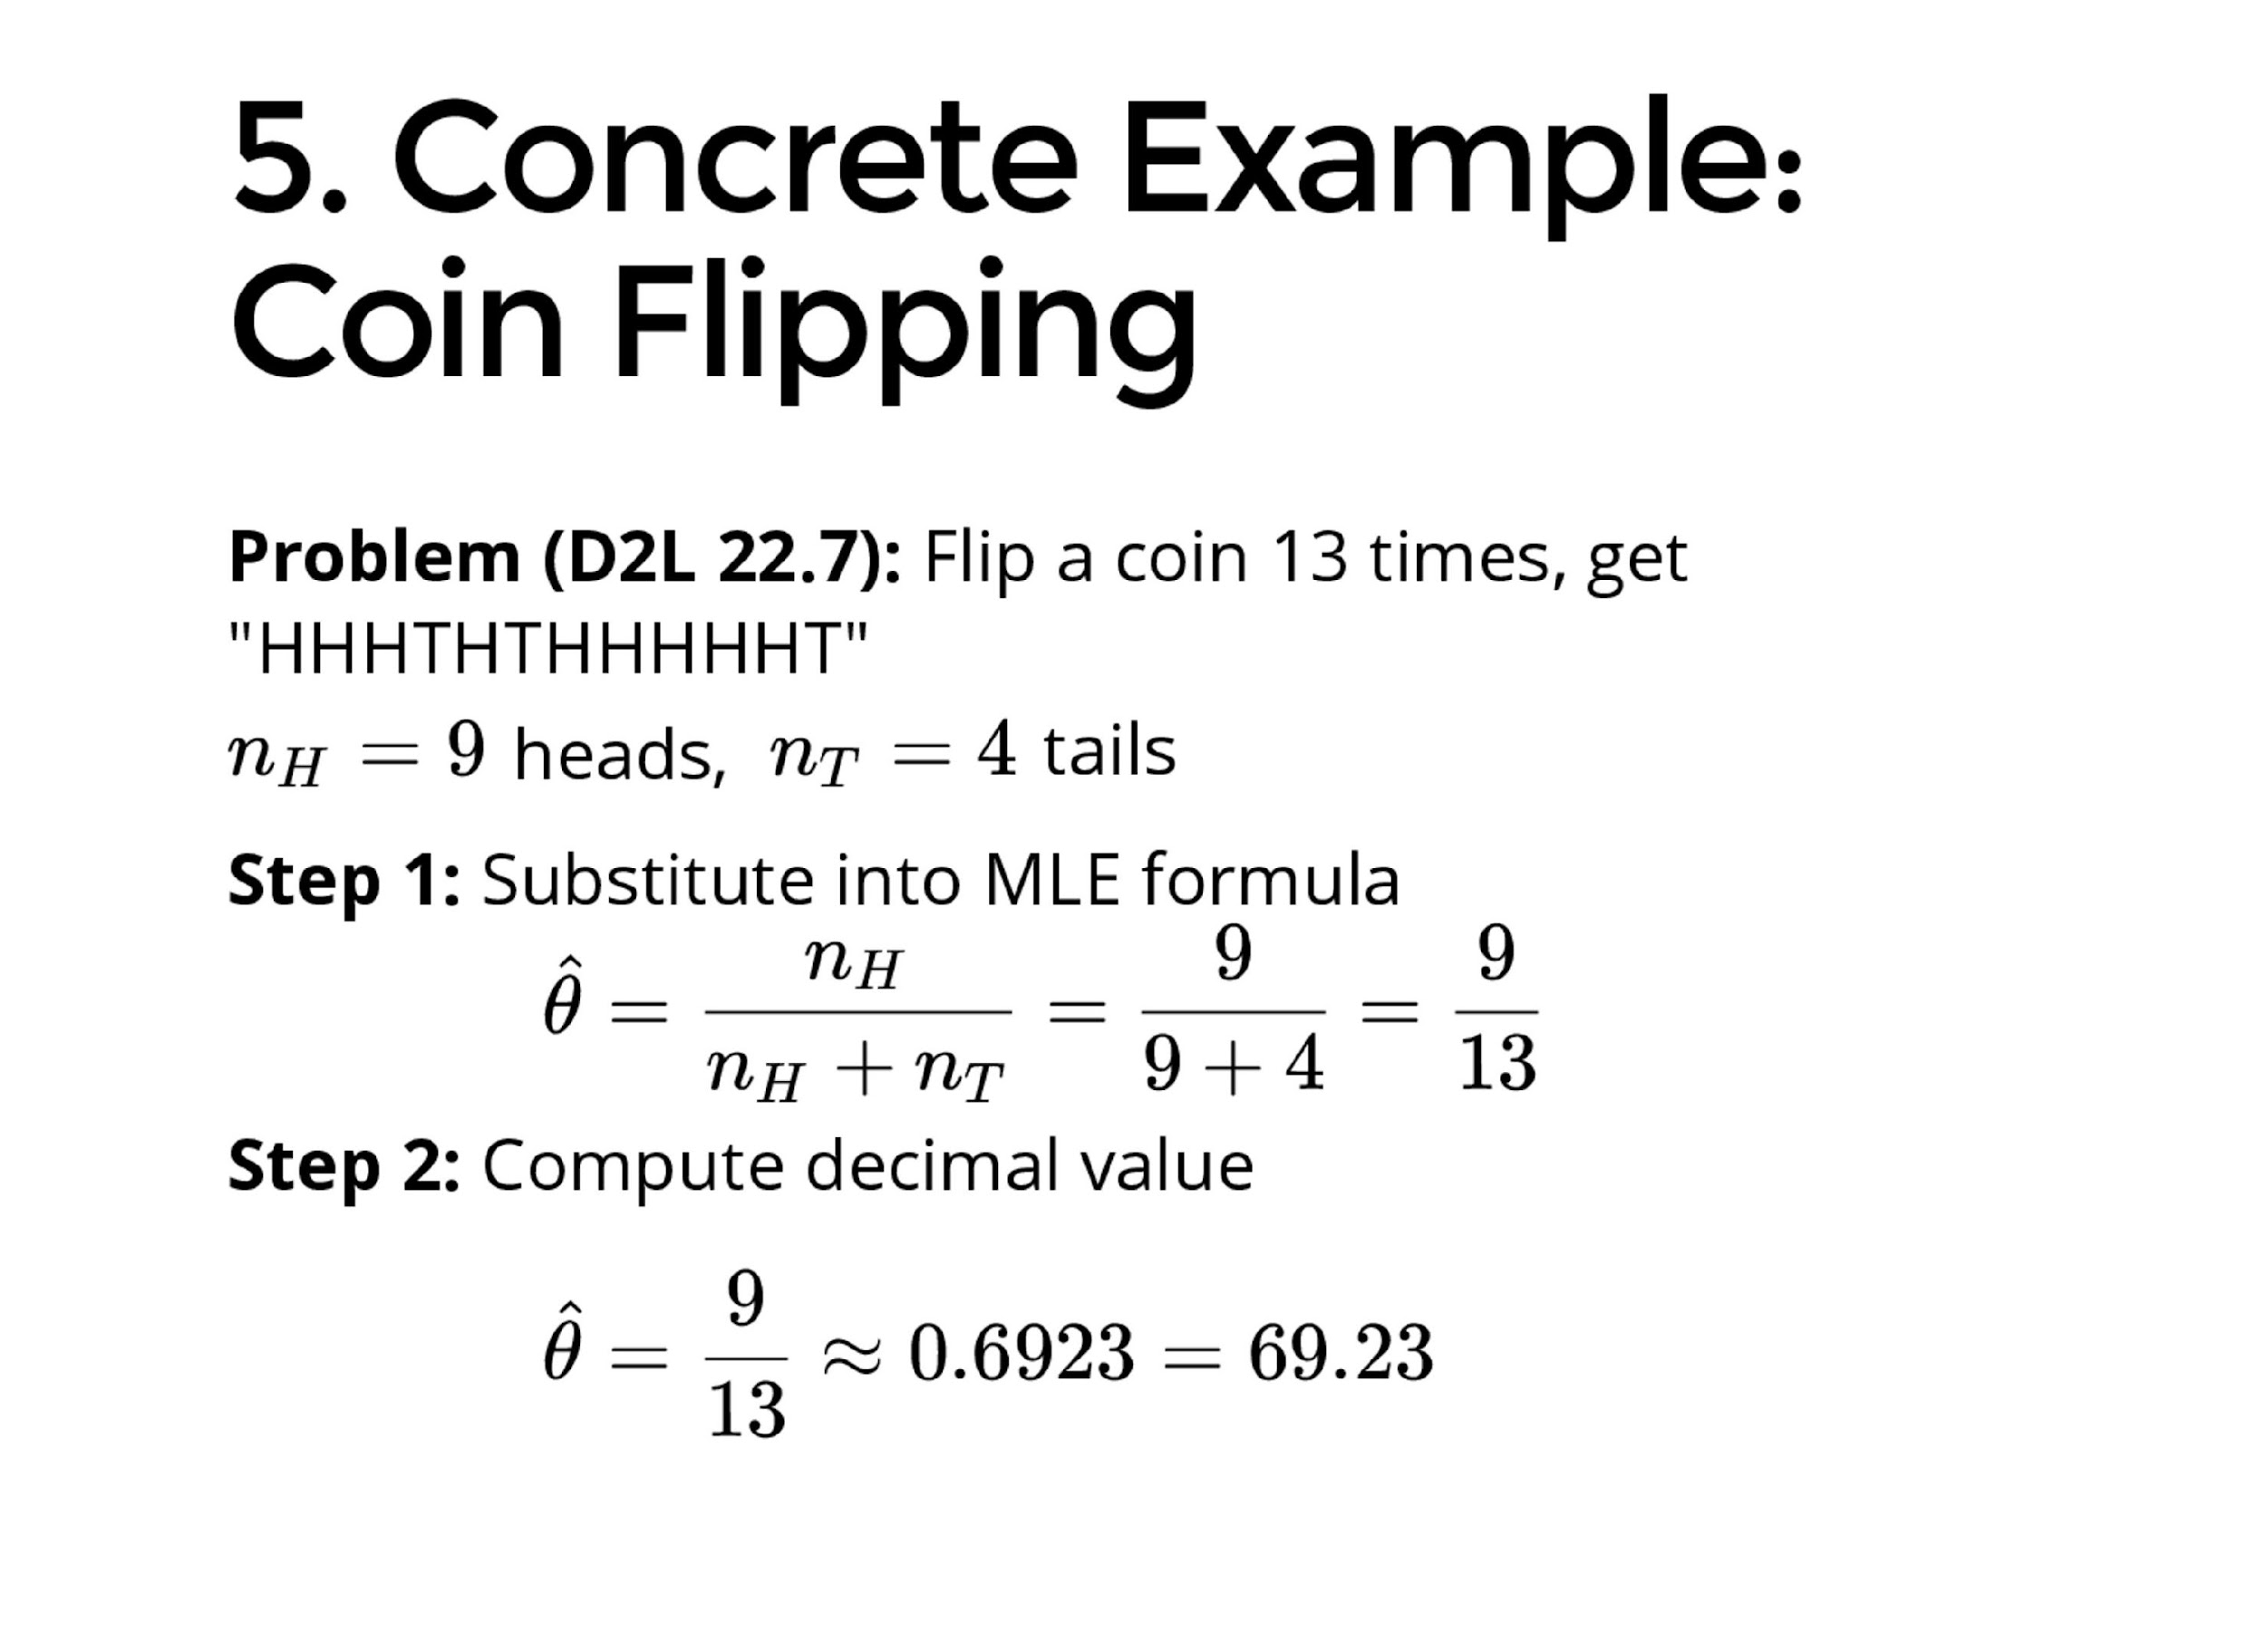 5. Concrete Example:
Coin Flipping
Problem (D2L 22.7): Flip a coin 13 times, get
"HHHTHTHHHHHT"
n_H = 9 heads, n_T = 4 tails
Step 1: Substitute into MLE formula
θ̂ = n_H / (n_H + n_T) = 9 / (9 + 4) = 9 / 13
Step 2: Compute decimal value
θ̂ = 9 / 13 ≈ 0.6923 = 69.23